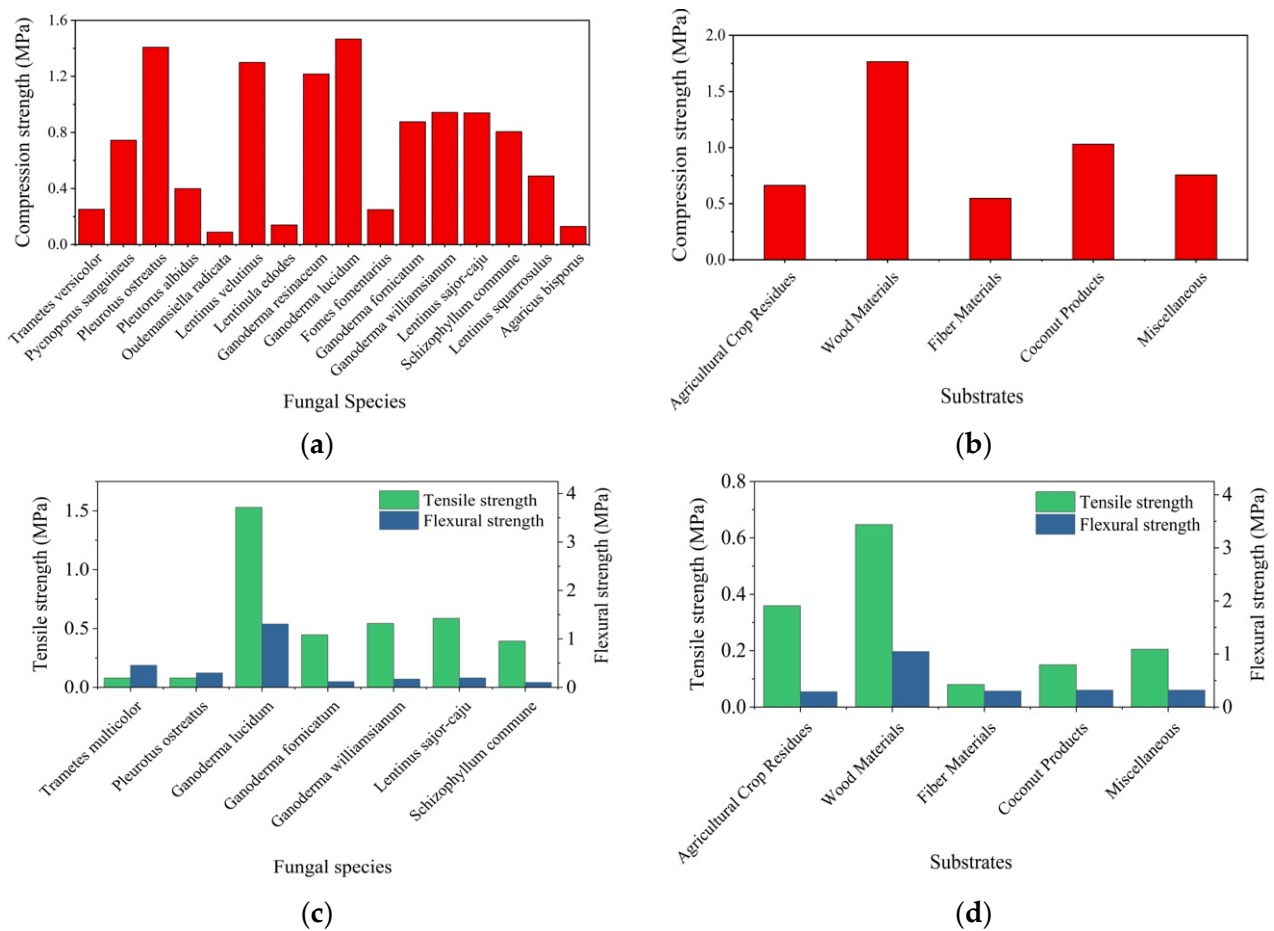 Compression strength (MPa)
1.6
1.2
0.8
0.4
0.0
Trametes versicolor
Pycnoporus sanguineus
Pleurotus ostreatus
Pleutorus albidus
Oudemansiella radicata
Lentinus velutinus
Lentinula edodes
Ganoderma resinaceum
Ganoderma lucidum
Fomes fomentarius
Ganoderma fornicatum
Ganoderma williamsianum
Lentinus sajor-caju
Schizophyllum commune
Lentinus squarrosulus
Agaricus bisporus
Fungal Species
(a)
Compression strength (MPa)
2.0
1.5
1.0
0.5
0.0
Agricultural Crop Residues
Wood Materials
Fiber Materials
Coconut Products
Miscellaneous
Substrates
(b)
Tensile strength (MPa)
1.5
1.0
0.5
0.0
Tensile strength
Flexural strength
4
3
2
1
0
Flexural strength (MPa)
Trametes multicolor
Pleurotus ostreatus
Ganoderma lucidum
Ganoderma fornicatum
Ganoderma williamsianum
Lentinus sajor-caju
Schizophyllum commune
Fungal species
(c)
Tensile strength (MPa)
0.8
0.6
0.4
0.2
0.0
Tensile strength
Flexural strength
4
3
2
1
0
Flexural strength (MPa)
Agricultural Crop Residues
Wood Materials
Fiber Materials
Coconut Products
Miscellaneous
Substrates
(d)